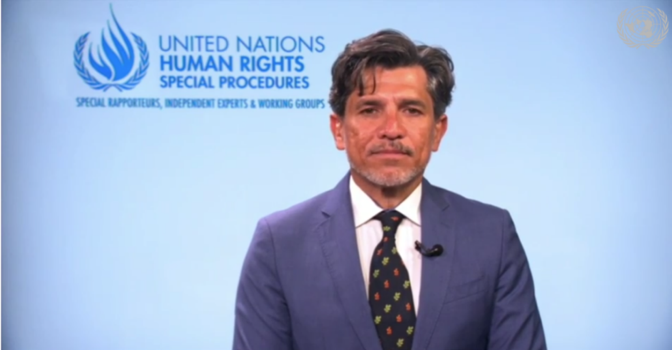 UNITED NATIONS
HUMAN RIGHTS
SPECIAL PROCEDURES
SPECIAL RAPPORTEURS, INDEPENDENT EXPERTS & WORKING GROUPS